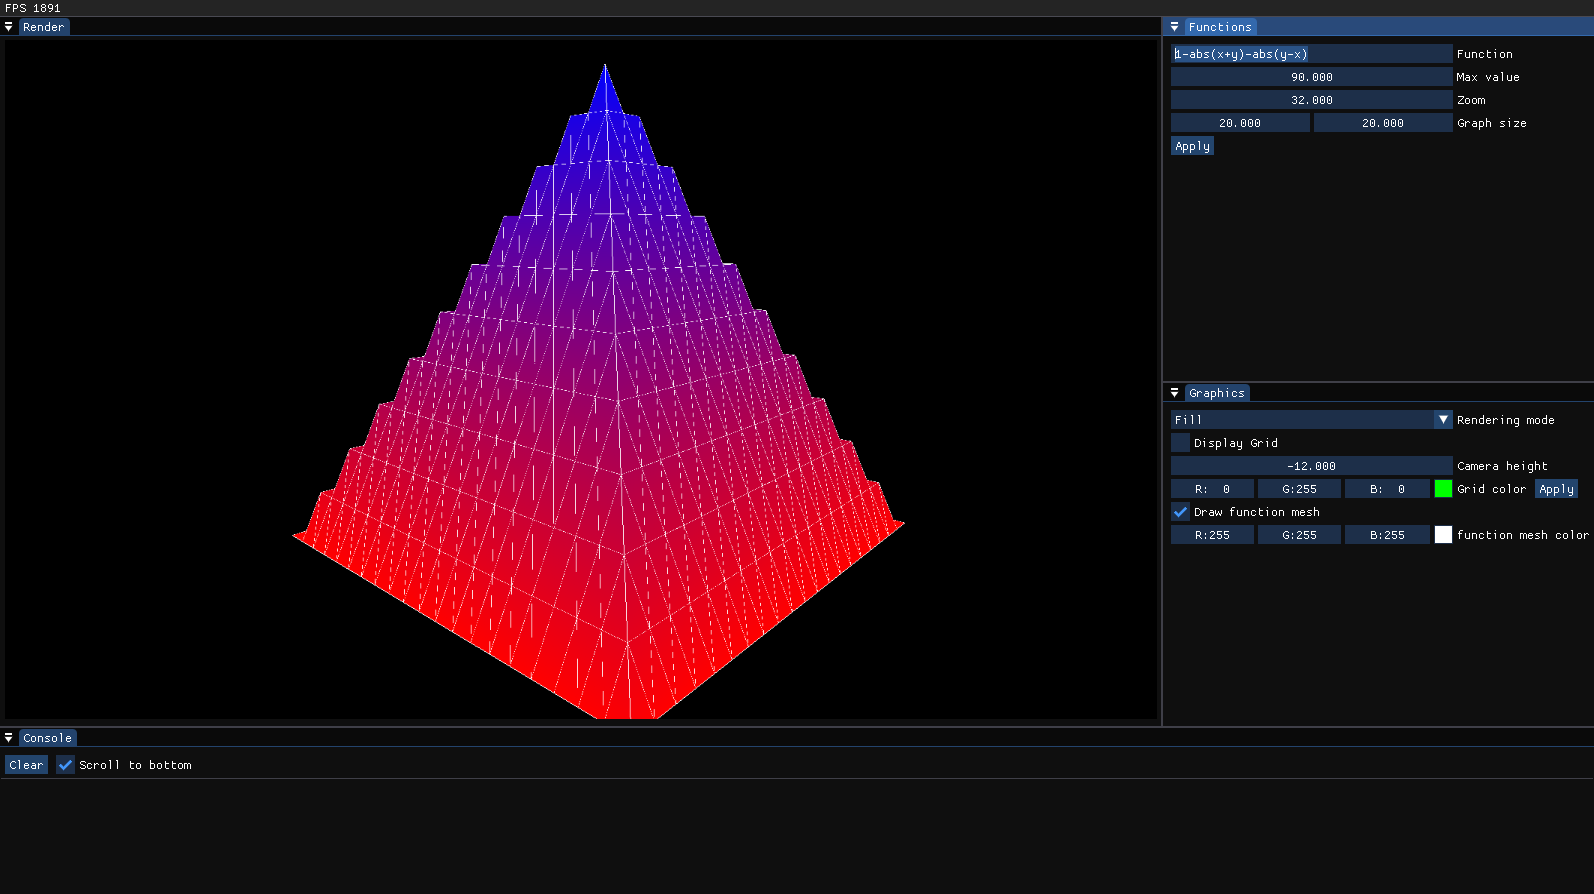 FPS 1891
Render
Functions
1-abs(x+y)-abs(y-x) Function
90.000 Max value
32.000 Zoom
20.000 20.000 Graph size
Apply
Graphics
Fill Rendering mode
Display Grid
-12.000 Camera height
R: 0 G:255 B: 0 Grid color Apply
Draw function mesh
R:255 G:255 B:255 function mesh color
Console
Clear Scroll to bottom